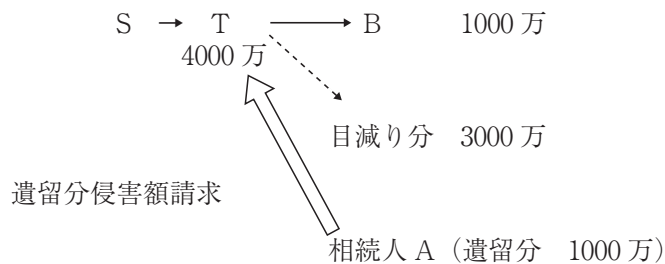 S → T → B 1000万
4000万
目減り分 3000万
遺留分侵害額請求
相続人A（遺留分 1000万）